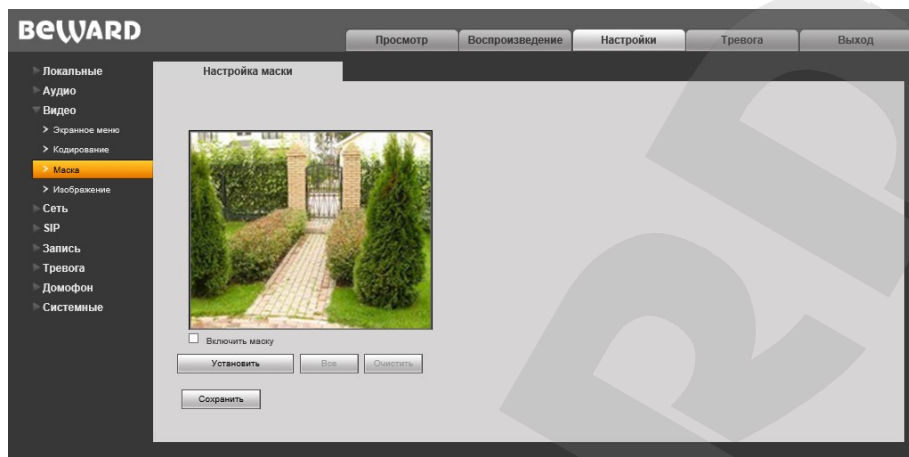 BEWARD
Просмотр
Воспроизведение
Настройки
Тревога
Выход
Локальные
Аудио
Видео
Экранное меню
Кодирование
Маска
Изображение
Сеть
SIP
Запись
Тревога
Домофон
Системные
Настройка маски
Включить маску
Установить
Все
Очистить
Сохранить